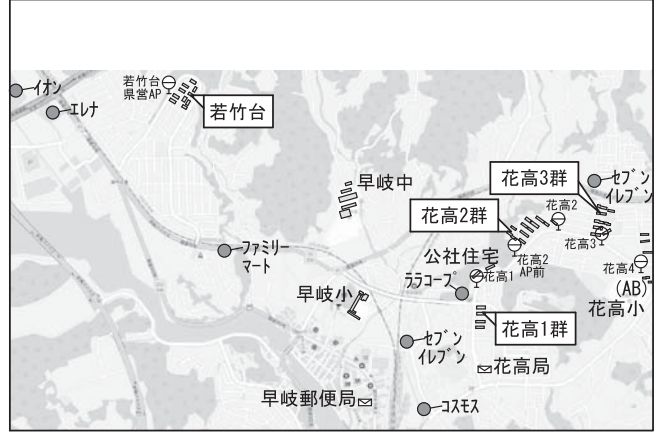 イオン
エレナ
若竹台
県営AP
若竹台
早岐中
花高3群
セブン
イレブン
花高2
花高2群
花高3
公社住宅
花高2
AP前
花高1
ララコープ
花高4
(AB)
花高小
ファミリー
マート
早岐小
花高1群
セブン
イレブン
花高局
早岐郵便局
コスモス